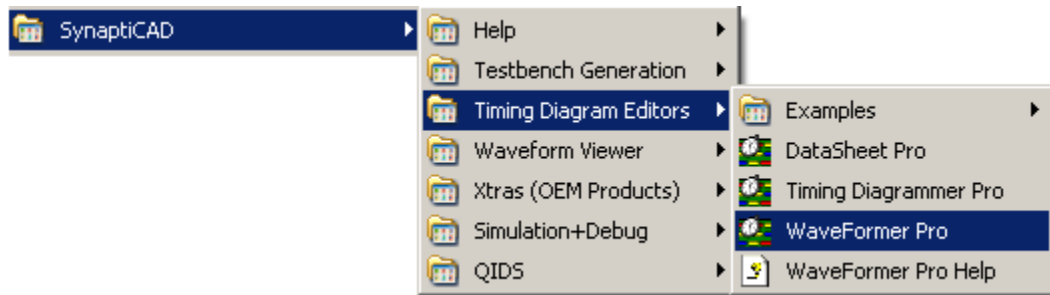 SynaptiCAD
Help
Testbench Generation
Timing Diagram Editors
Waveform Viewer
Xtras (OEM Products)
Simulation+Debug
QIDS
Examples
DataSheet Pro
Timing Diagrammer Pro
WaveFormer Pro
WaveFormer Pro Help